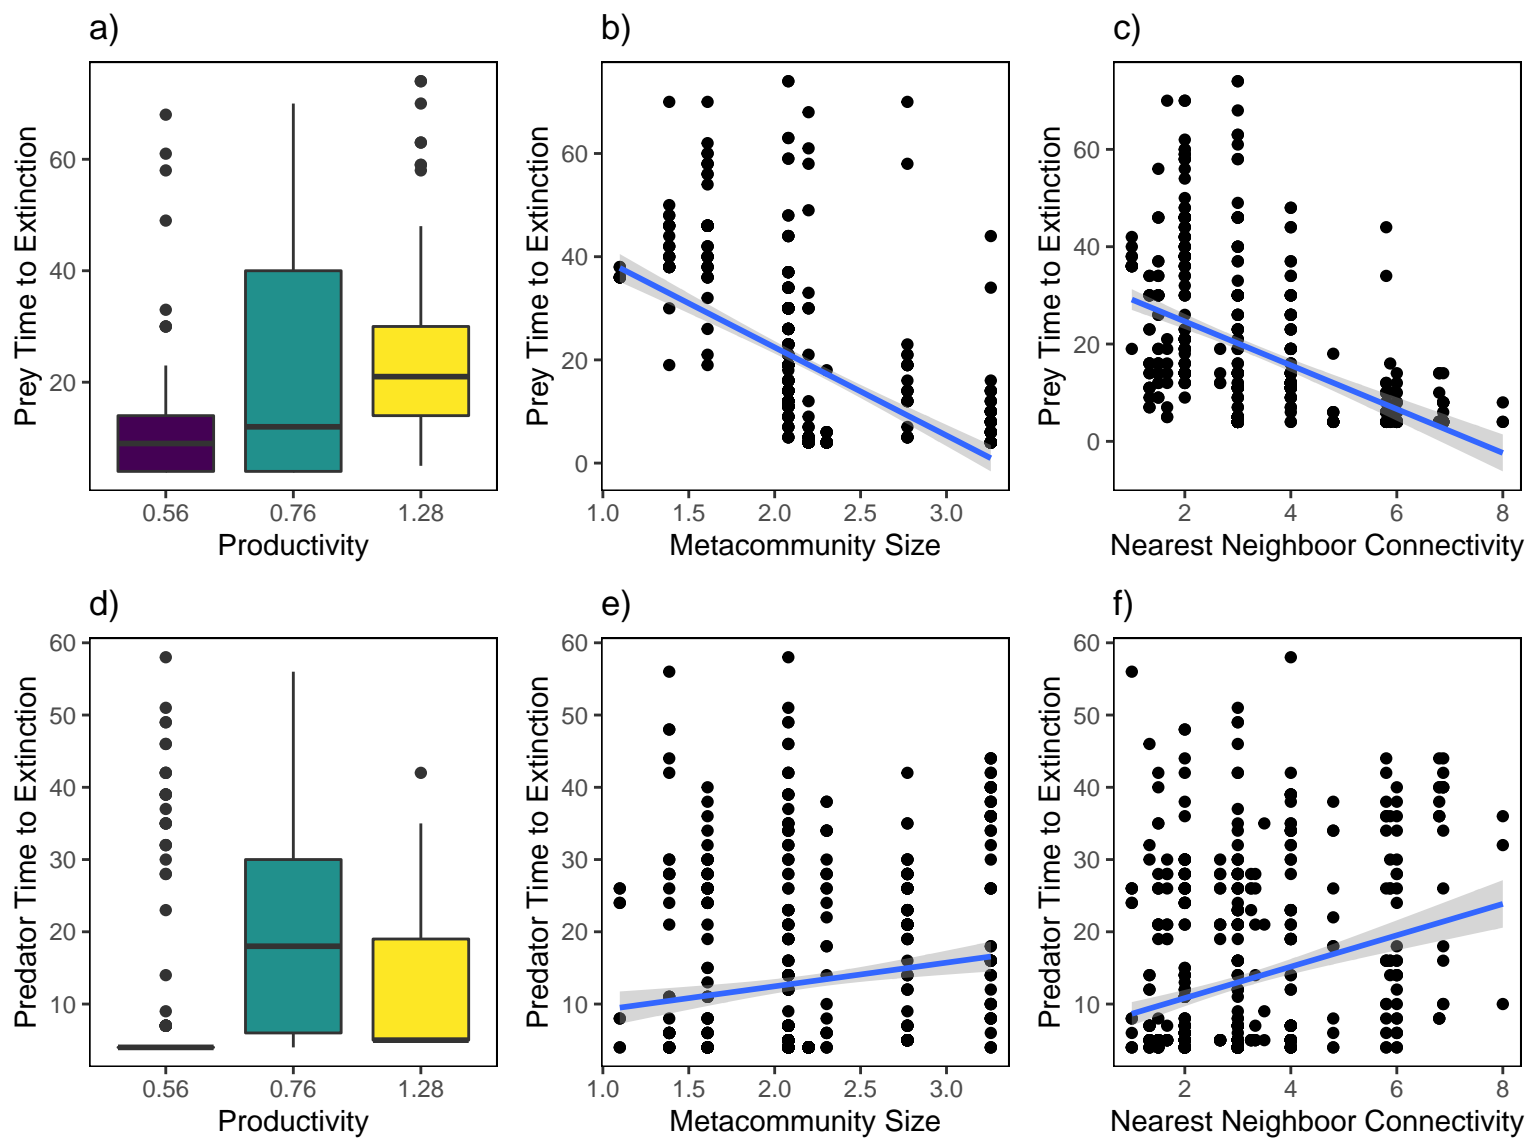 a)
b)
c)
Prey Time to Extinction
60
40
20
0.56
0.76
1.28
Productivity
Prey Time to Extinction
60
40
20
0
1.0
1.5
2.0
2.5
3.0
Metacommunity Size
Prey Time to Extinction
60
40
20
0
2
4
6
8
Nearest Neighboor Connectivity
d)
e)
f)
Predator Time to Extinction
60
50
40
30
20
10
0.56
0.76
1.28
Productivity
Predator Time to Extinction
60
50
40
30
20
10
1.0
1.5
2.0
2.5
3.0
Metacommunity Size
Predator Time to Extinction
60
50
40
30
20
10
2
4
6
8
Nearest Neighboor Connectivity